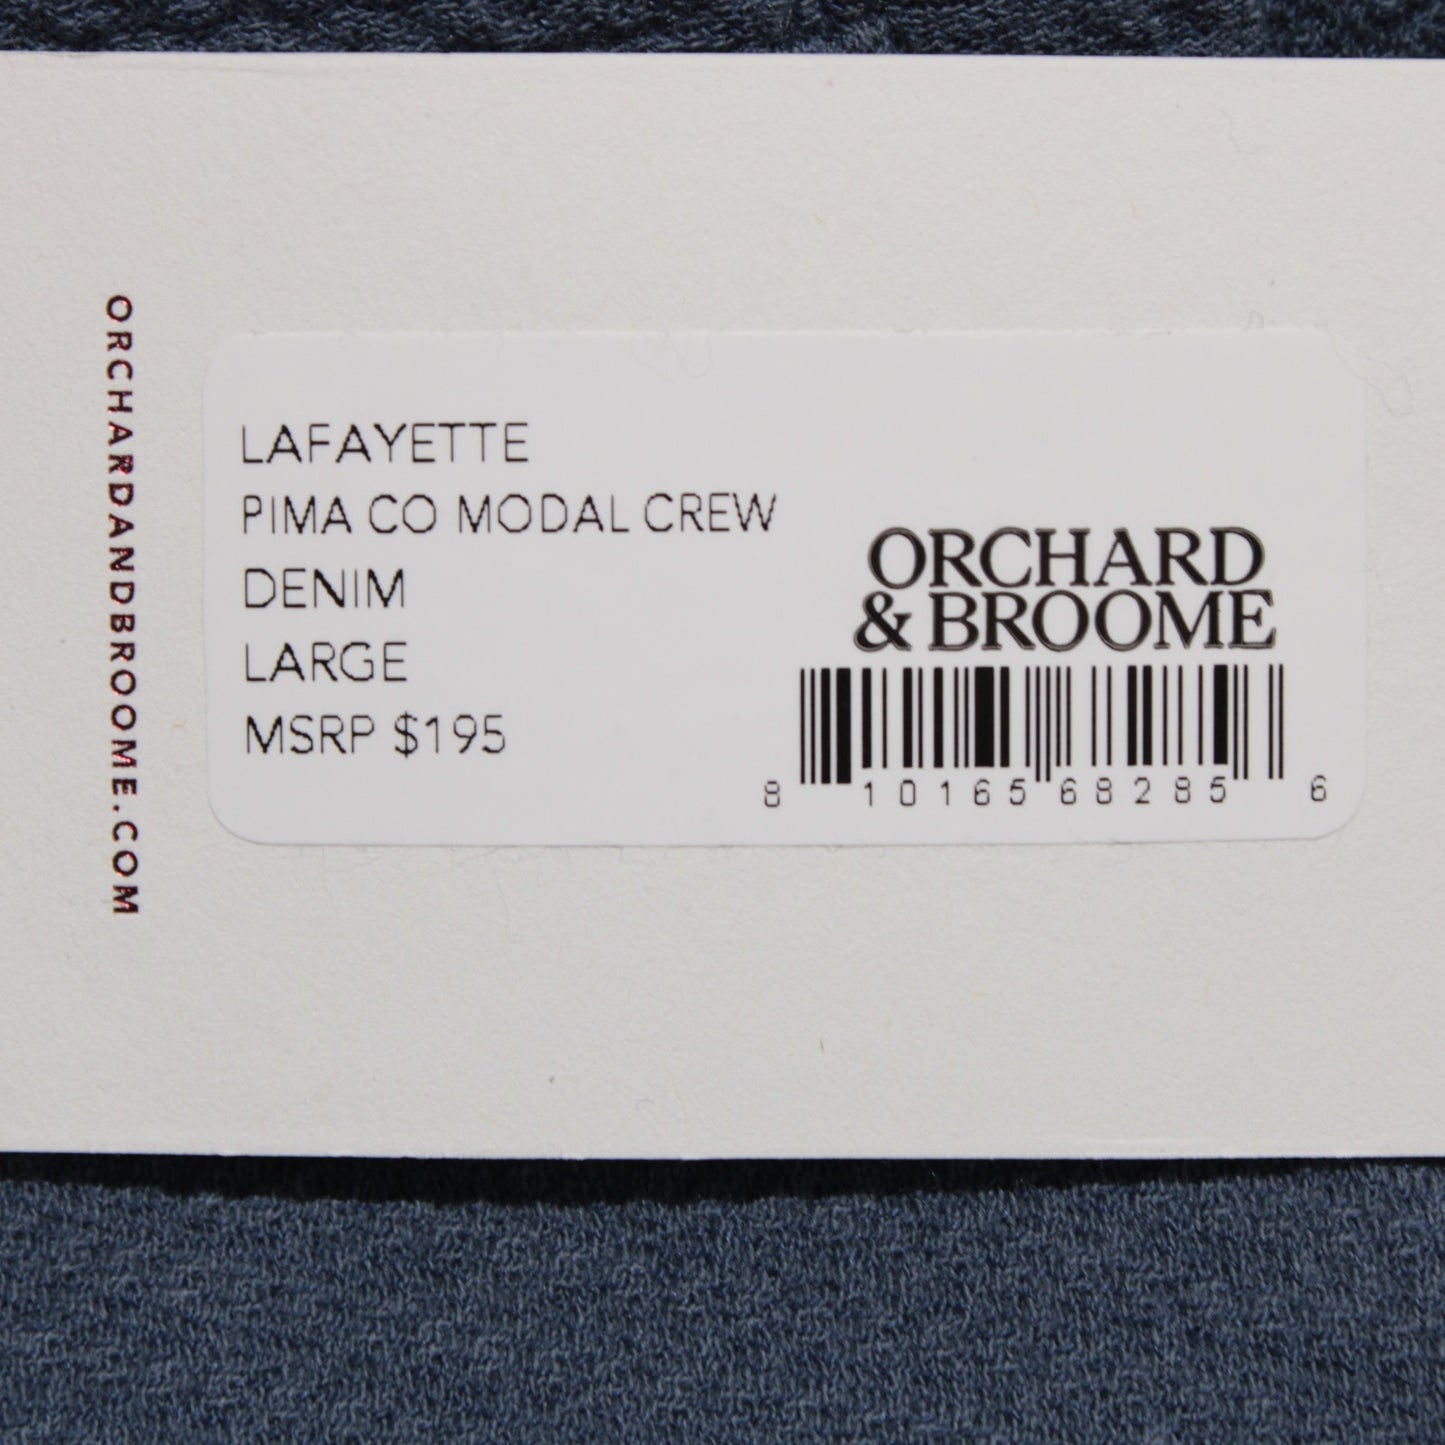 ORCHARDANDBROOME.COM
LAFAYETTE
PIMA CO MODAL CREW
DENIM
LARGE
MSRP $195
ORCHARD
& BROOME
8 10165 68285 6